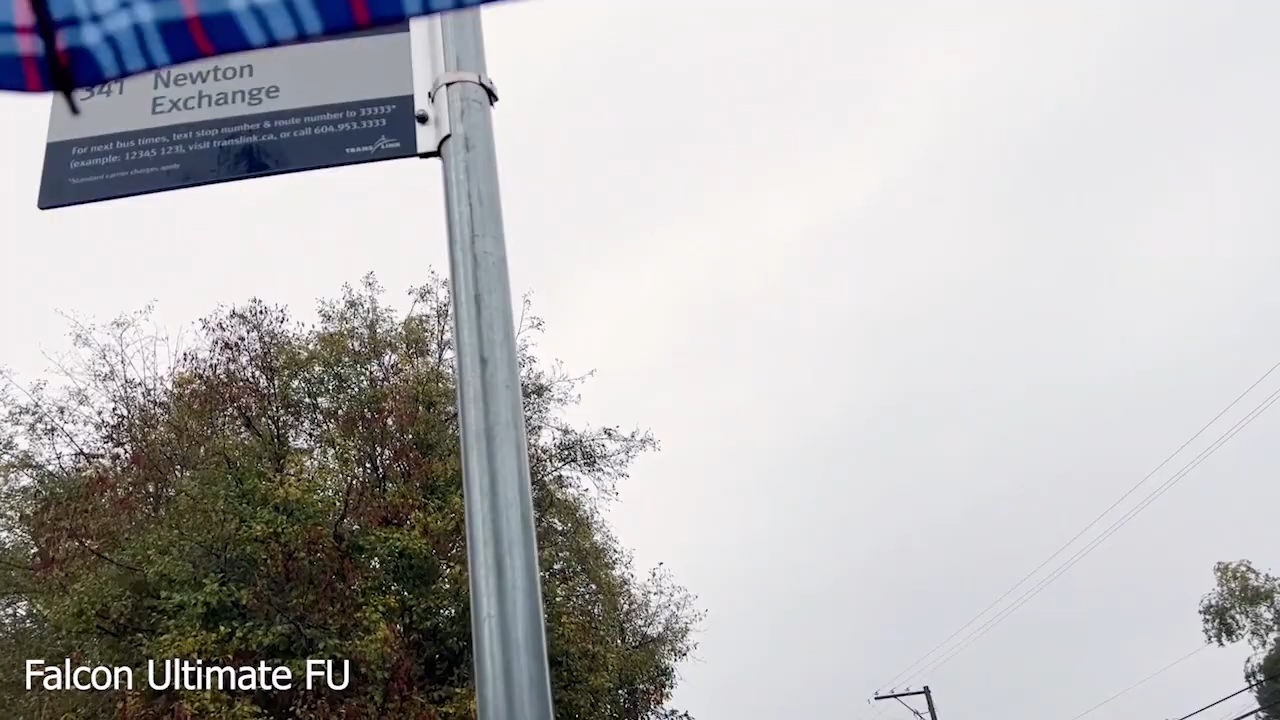 341 Newton
Exchange
For next bus times, text stop number & route number to 33333*
(example: 12345 123), visit translink.ca, or call 604.953.3333
*Standard carrier charges apply
TRANSLINK
Falcon Ultimate FU